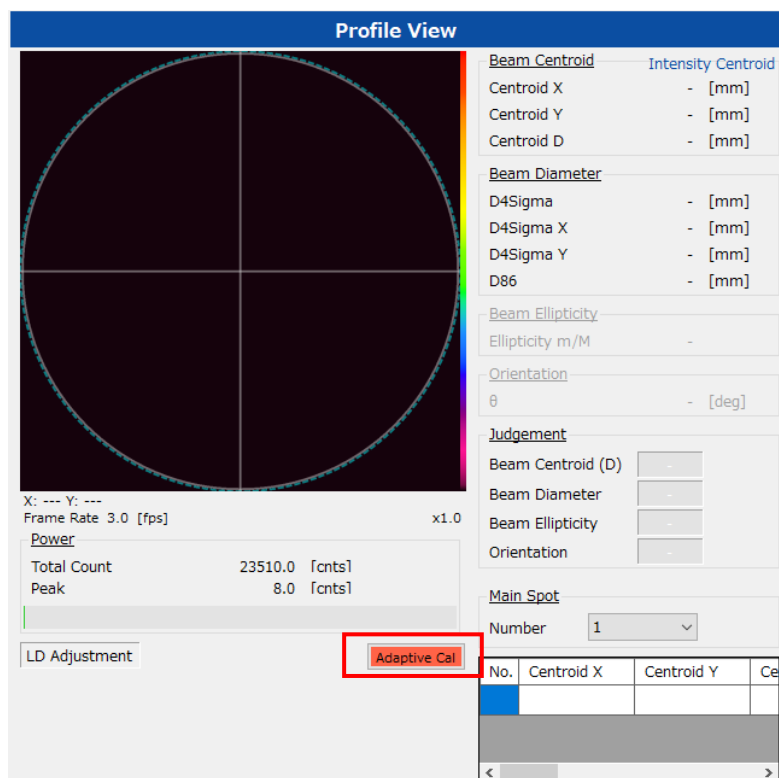 Profile View
Beam Centroid Intensity Centroid
Centroid X - [mm]
Centroid Y - [mm]
Centroid D - [mm]
Beam Diameter
D4Sigma - [mm]
D4Sigma X - [mm]
D4Sigma Y - [mm]
D86 - [mm]
Beam Ellipticity
Ellipticity m/M -
Orientation
θ - [deg]
Judgement
Beam Centroid (D) -
Beam Diameter -
Beam Ellipticity -
Orientation -
X: --- Y: ---
Frame Rate 3.0 [fps] x1.0
Power
Total Count 23510.0 [cnts]
Peak 8.0 [cnts]
LD Adjustment Adaptive Cal
Main Spot
Number 1
No. Centroid X Centroid Y Ce